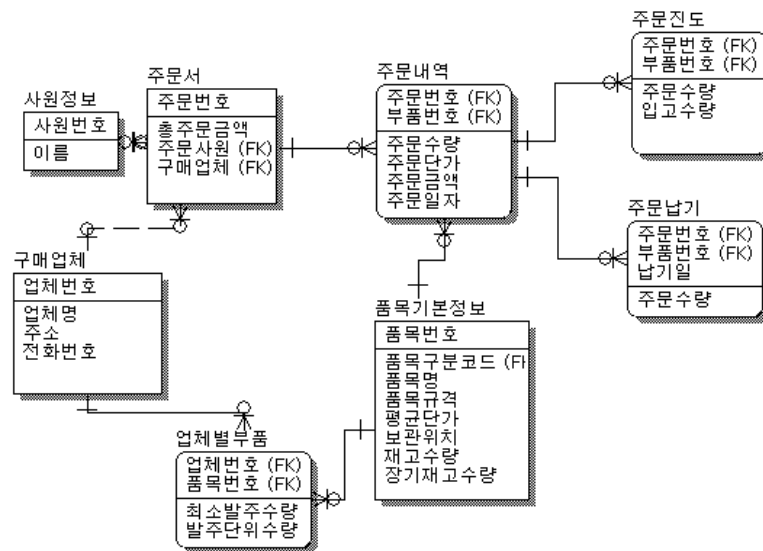 사원정보
사원번호
이름
주문서
주문번호
총주문금액
주문사원 (FK)
구매업체 (FK)
주문내역
주문번호 (FK)
부품번호 (FK)
주문수량
주문단가
주문금액
주문일자
주문진도
주문번호 (FK)
부품번호 (FK)
주문수량
입고수량
주문납기
주문번호 (FK)
부품번호 (FK)
납기일
주문수량
구매업체
업체번호
업체명
주소
전화번호
품목기본정보
품목번호
품목구분코드 (F
품목명
품목규격
평균단가
보관위치
재고수량
장기재고수량
업체별부품
업체번호 (FK)
품목번호 (FK)
최소발주수량
발주단위수량